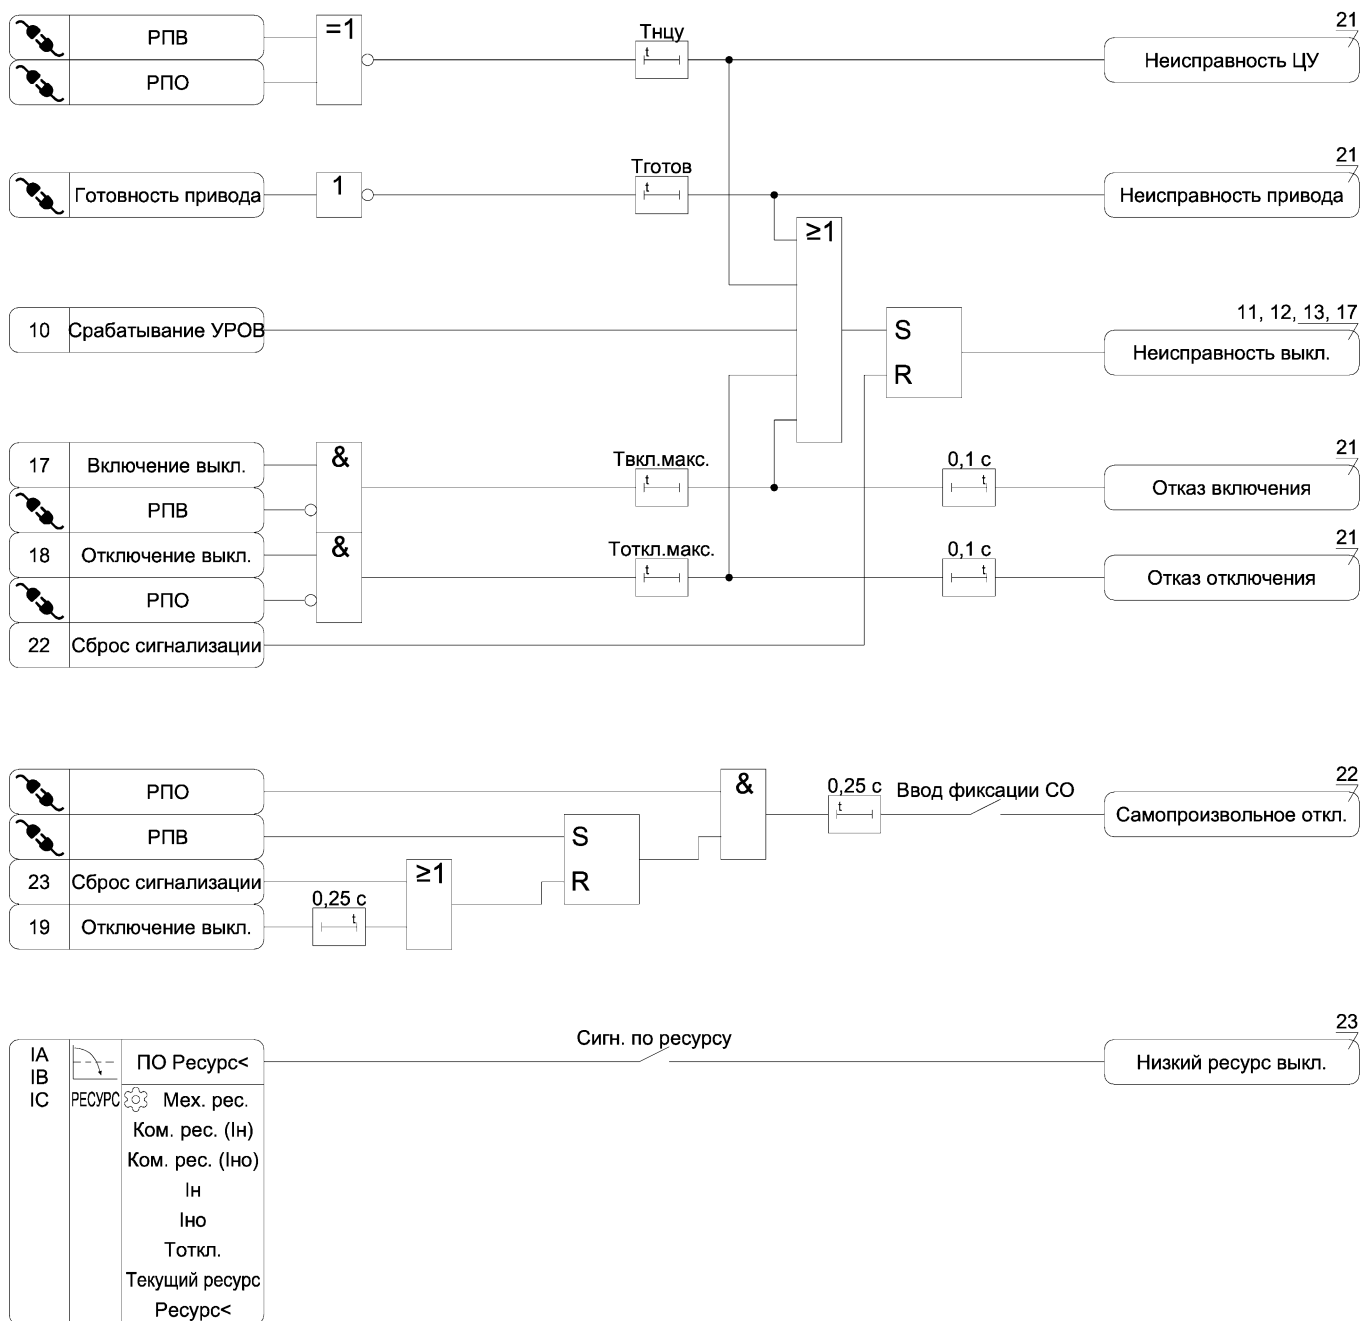 21
РПВ
=1
Тнцу
t
Неисправность ЦУ
РПО
21
Тготов
Готовность привода
1
t
Неисправность привода
≥1
11, 12, 13, 17
10
Срабатывание УРОВ
S
Неисправность выкл.
R
21
17
Включение выкл.
&
Твкл.макс.
0,1 с
t
t
Отказ включения
РПВ
21
18
Отключение выкл.
&
Тоткл.макс.
0,1 с
t
t
Отказ отключения
РПО
22
Сброс сигнализации
22
РПО
&
0,25 с
Ввод фиксации СО
t
Самопроизвольное откл.
РПВ
S
23
Сброс сигнализации
≥1
R
0,25 с
19
Отключение выкл.
t
23
IA
ПО Ресурс<
Сигн. по ресурсу
Низкий ресурс выкл.
IB
IC
РЕСУРС
Мех. рес.
Ком. рес. (Iн)
Ком. рес. (Iно)
Iн
Iно
Тоткл.
Текущий ресурс
Ресурс<